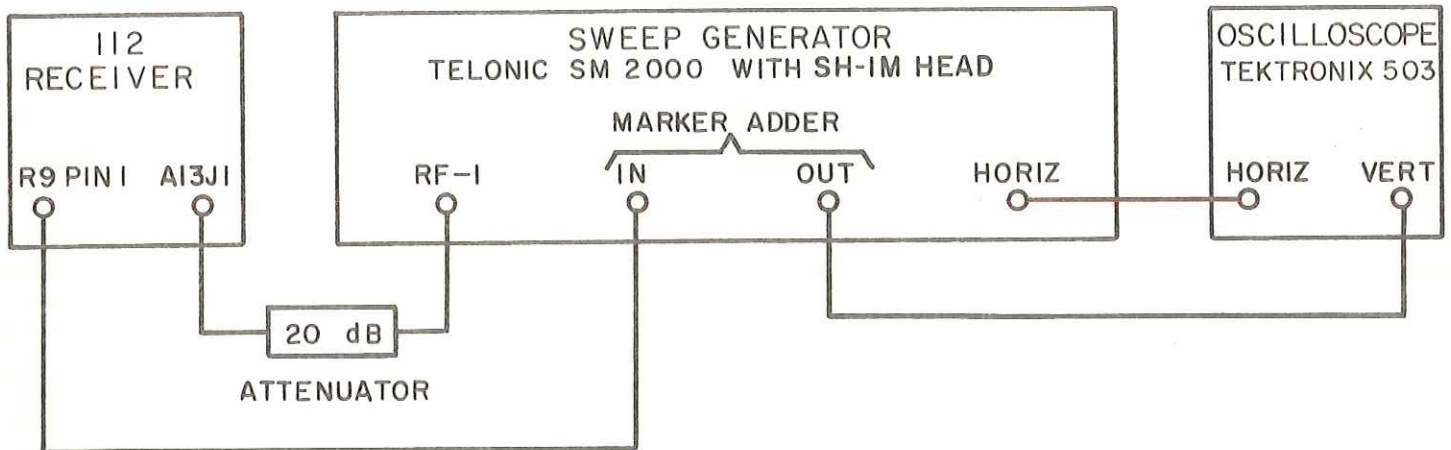 112
RECEIVER
R9 PIN 1 A13J1
SWEEP GENERATOR
TELONIC SM 2000 WITH SH-1M HEAD
MARKER ADDER
RF-1 IN OUT HORIZ
OSCILLOSCOPE
TEKTRONIX 503
HORIZ VERT
20 dB
ATTENUATOR